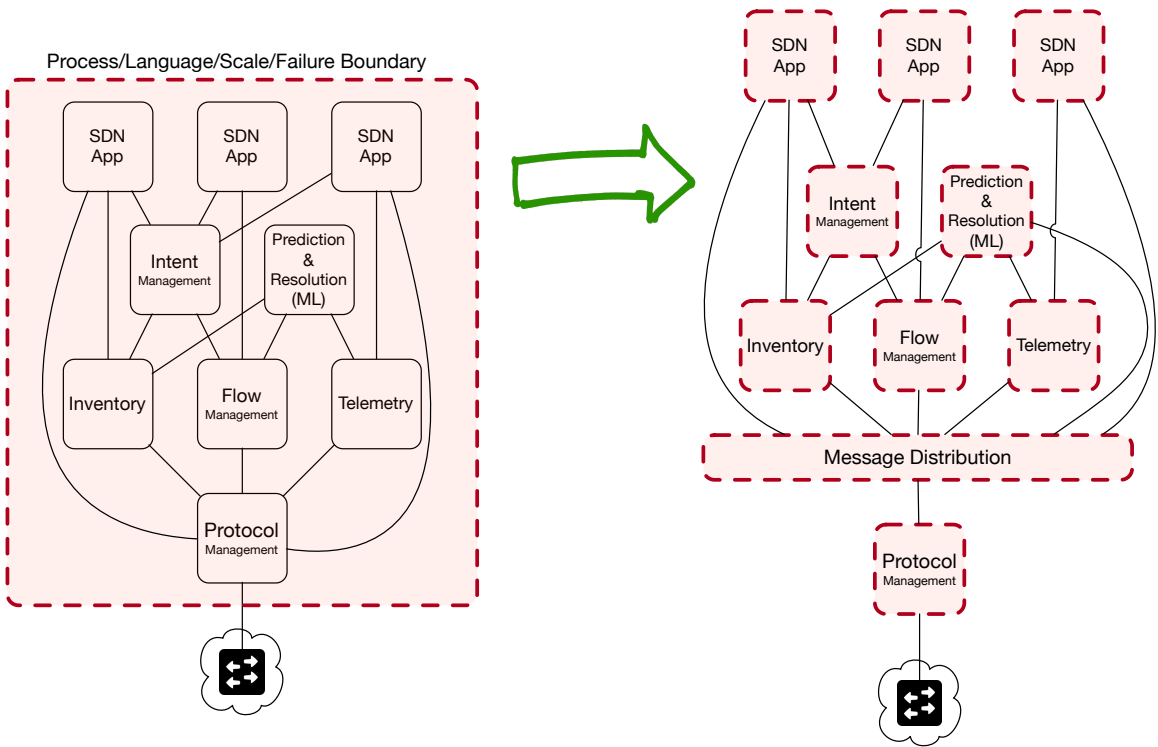 Process/Language/Scale/Failure Boundary
SDN
App
SDN
App
SDN
App
Intent
Management
Prediction
&
Resolution
(ML)
Inventory
Flow
Management
Telemetry
Protocol
Management
SDN
App
SDN
App
SDN
App
Intent
Management
Prediction
&
Resolution
(ML)
Inventory
Flow
Management
Telemetry
Message Distribution
Protocol
Management